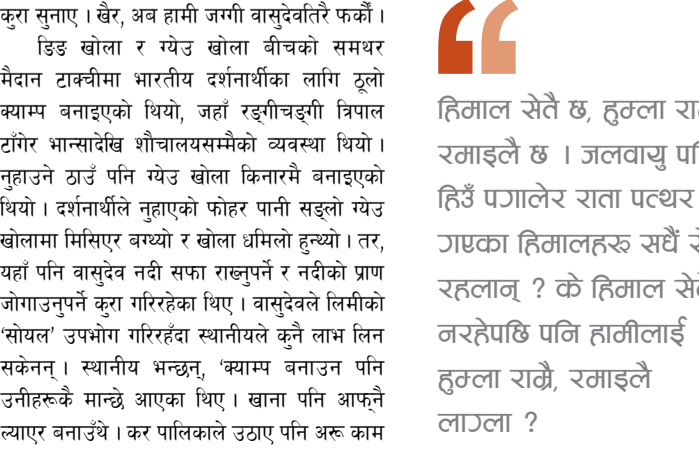 कुरा सुनाए । खैर, अब हामी जग्गी वासुदेवतिरै फर्कौं ।
ङिङ खोला र ग्येउ खोला बीचको समथर
मैदान टाक्चीमा भारतीय दर्शनार्थीका लागि ठूलो
क्याम्प बनाइएको थियो, जहाँ रङ्गीचङ्गी त्रिपाल
टाँगेर भान्सादेखि शौचालयसम्मैको व्यवस्था थियो ।
नुहाउने ठाउँ पनि ग्येउ खोला किनारमै बनाइएको
थियो । दर्शनार्थीले नुहाएको फोहर पानी सङ्लो ग्येउ
खोलामा मिसिएर बग्थ्यो र खोला धमिलो हुन्थ्यो । तर,
यहाँ पनि वासुदेव नदी सफा राख्नुपर्ने र नदीको प्राण
जोगाउनुपर्ने कुरा गरिरहेका थिए । वासुदेवले लिमीको
‘सोयल’ उपभोग गरिरहँदा स्थानीयले कुनै लाभ लिन
सकेनन् । स्थानीय भन्छन्, ‘क्याम्प बनाउन पनि
उनीहरूकै मान्छे आएका थिए । खाना पनि आफ्नै
ल्याएर बनाउँथे । कर पालिकाले उठाए पनि अरू काम
हिमाल सेतै छ, हुम्ला
रमाइलै छ । जलवायु
हिउँ पगालेर राता पत्थर
गएका हिमालहरू सधैं
रहलान् ? के हिमाल
नरहेपछि पनि हामीलाई
हुम्ला राम्रै, रमाइलै
लाग्ला ?